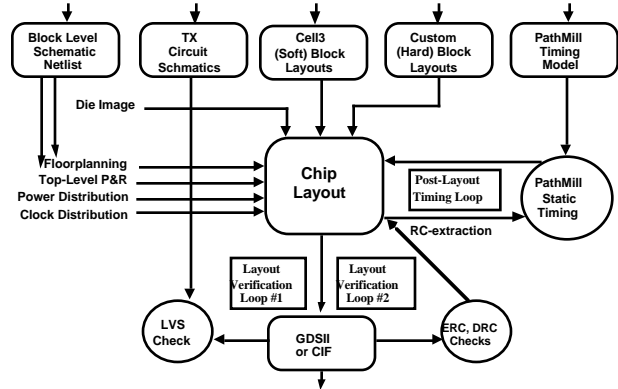 Block Level
Schematic
Netlist
TX
Circuit
Schmatics
Cell3
(Soft) Block
Layouts
Custom
(Hard) Block
Layouts
PathMill
Timing
Model
Die Image
Floorplanning
Top-Level P&R
Power Distribution
Clock Distribution
Chip
Layout
Post-Layout
Timing Loop
PathMill
Static
Timing
RC-extraction
Layout
Verification
Loop #1
Layout
Verification
Loop #2
LVS
Check
GDSII
or CIF
ERC, DRC
Checks